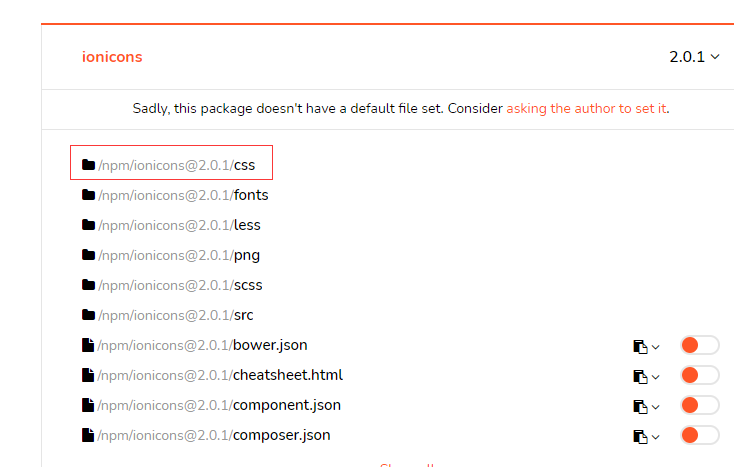 ionicons 2.0.1
Sadly, this package doesn't have a default file set. Consider asking the author to set it.
/npm/ionicons@2.0.1/css
/npm/ionicons@2.0.1/fonts
/npm/ionicons@2.0.1/less
/npm/ionicons@2.0.1/png
/npm/ionicons@2.0.1/scss
/npm/ionicons@2.0.1/src
/npm/ionicons@2.0.1/bower.json
/npm/ionicons@2.0.1/cheatsheet.html
/npm/ionicons@2.0.1/component.json
/npm/ionicons@2.0.1/composer.json